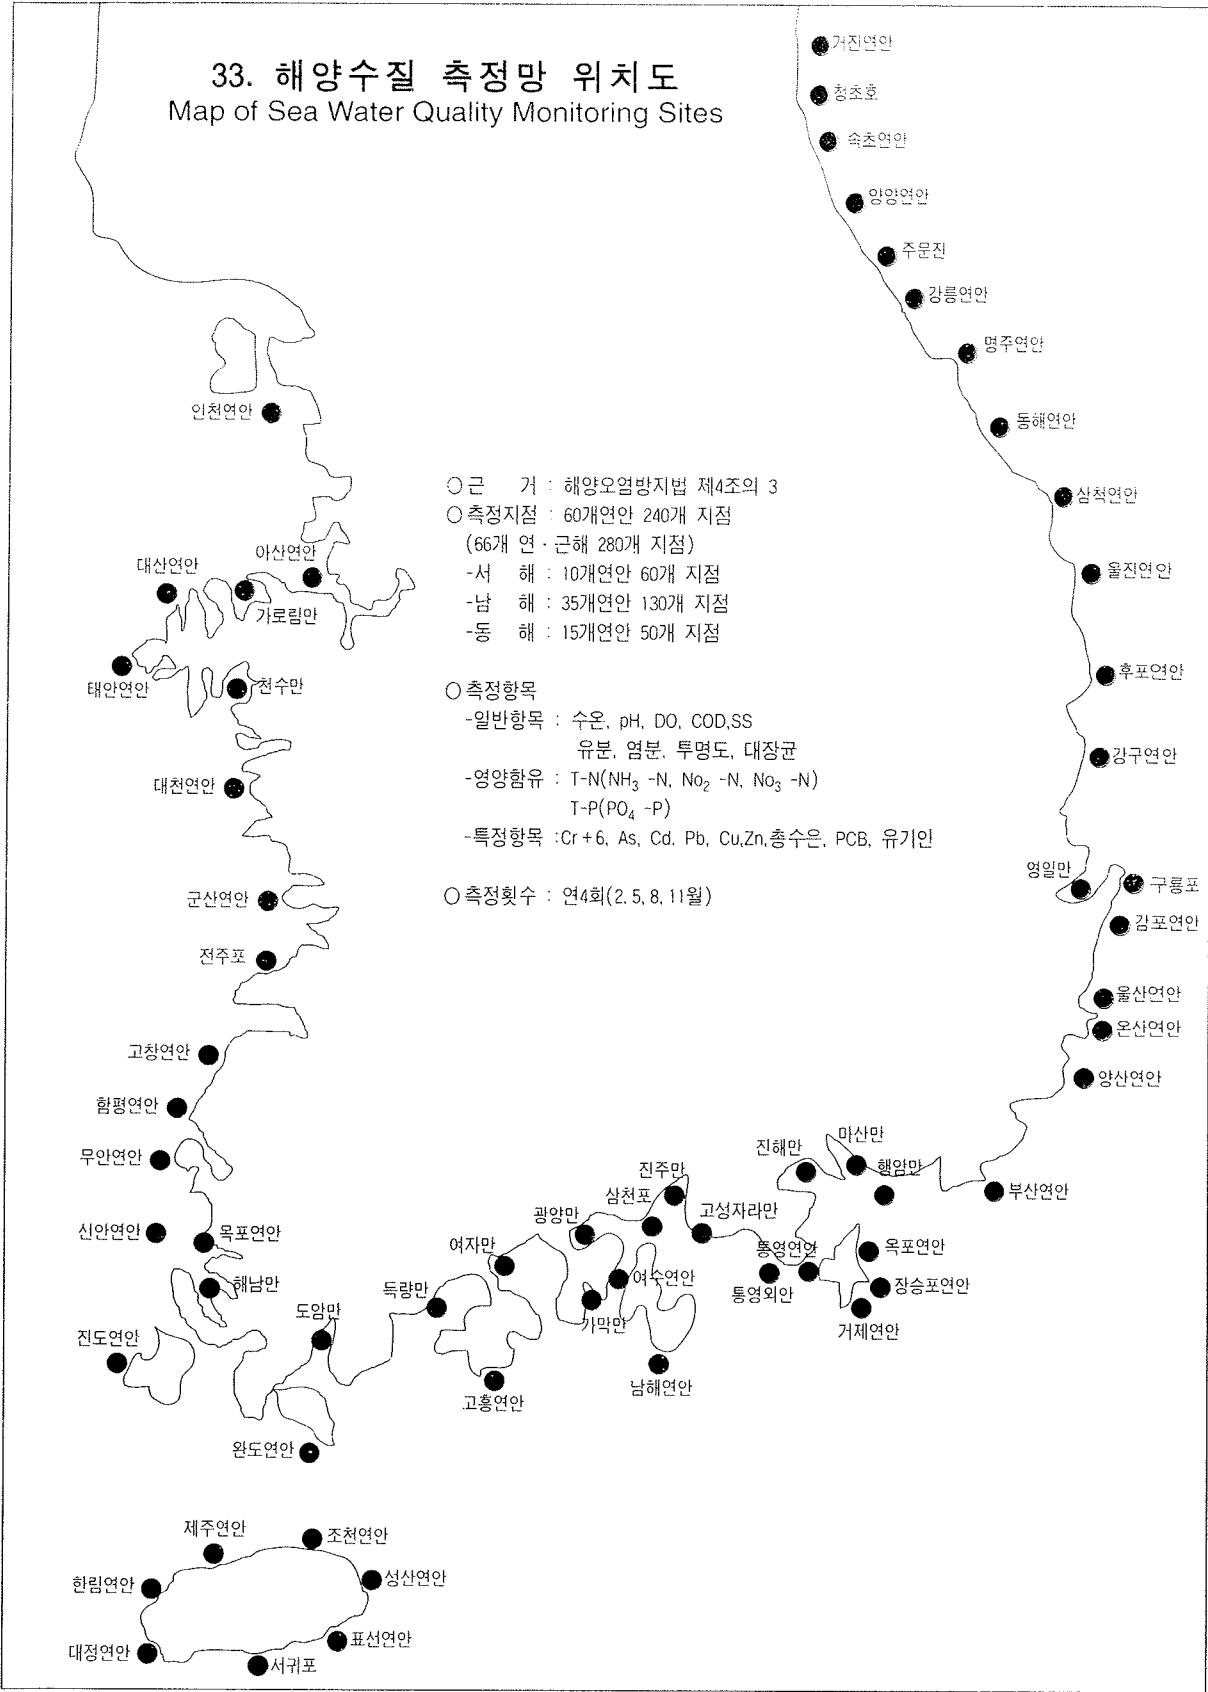 33. 해양수질 측정망 위치도
Map of Sea Water Quality Monitoring Sites
거진연안
청초호
속초연안
양양연안
주문진
강릉연안
명주연안
인천연안
동해연안
○근 거 : 해양오염방지법 제4조의 3
삼척연안
○측정지점 : 60개연안 240개 지점
(66개 연·근해 280개 지점)
-서 해 : 10개연안 60개 지점
-남 해 : 35개연안 130개 지점
-동 해 : 15개연안 50개 지점
아산연안
대산연안
가로림만
울진연안
태안연안
천수만
후포연안
○측정항목
-일반항목 : 수온, pH, DO, COD,SS
유분, 염분, 투명도, 대장균
-영양함유 : T-N(NH₃ -N, No₂ -N, No₃ -N)
T-P(PO₄ -P)
-특정항목 :Cr+6, As, Cd. Pb, Cu,Zn,총수은, PCB, 유기인
강구연안
대천연안
○측정횟수 : 연4회(2. 5, 8, 11월)
영일만
구룡포
군산연안
감포연안
전주포
울산연안
온산연안
고창연안
양산연안
함평연안
무안연안
마산만
진해만
행암만
진주만
삼천포
부산연안
신안연안
목포연안
광양만
고성자라만
여자만
통영연안
옥포연안
해남만
득량만
여수연안
통영외안
장승포연안
도암만
가막만
거제연안
진도연안
남해연안
고흥연안
완도연안
제주연안
조천연안
한림연안
성산연안
대정연안
표선연안
서귀포